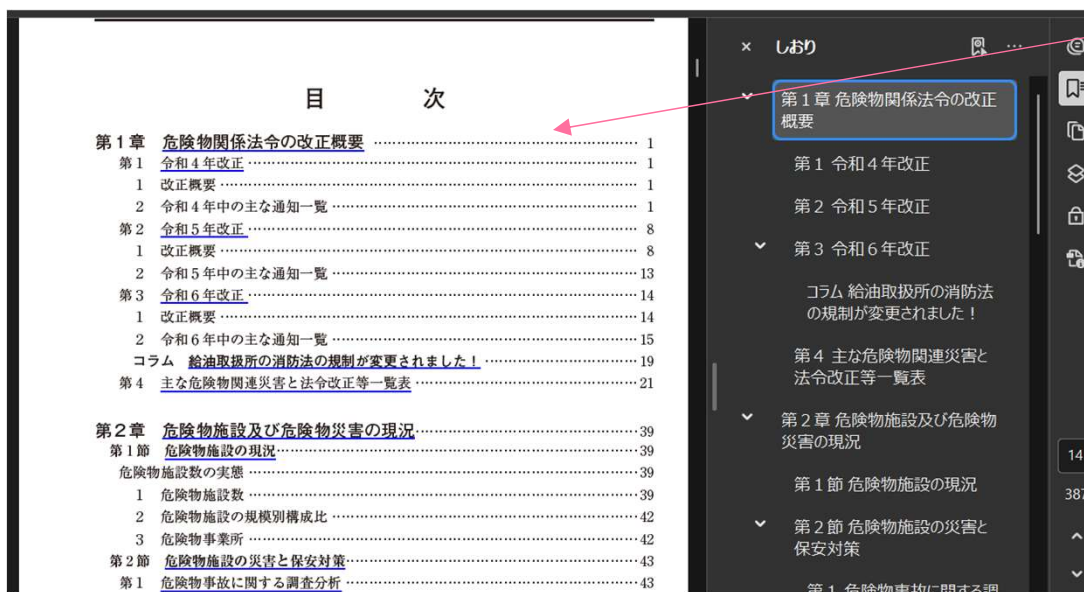 目 次
第1章 危険物関係法令の改正概要 …………………………………… 1
第1 令和4年改正 …………………………………… 1
1 改正概要 …………………………………… 1
2 令和4年中の主な通知一覧 …………………………………… 1
第2 令和5年改正 …………………………………… 8
1 改正概要 …………………………………… 8
2 令和5年中の主な通知一覧 …………………………………… 13
第3 令和6年改正 …………………………………… 14
1 改正概要 …………………………………… 14
2 令和6年中の主な通知一覧 …………………………………… 15
コラム 給油取扱所の消防法の規制が変更されました! …………………………………… 19
第4 主な危険物関連災害と法令改正等一覧表 …………………………………… 21
第2章 危険物施設及び危険物災害の現況 …………………………………… 39
第1節 危険物施設の現況 …………………………………… 39
危険物施設数の実態 …………………………………… 39
1 危険物施設数 …………………………………… 39
2 危険物施設の規模別構成比 …………………………………… 42
3 危険物事業所 …………………………………… 42
第2節 危険物施設の災害と保安対策 …………………………………… 43
第1 危険物事故に関する調査分析 …………………………………… 43
しおり
第1章 危険物関係法令の改正
概要
第1 令和4年改正
第2 令和5年改正
第3 令和6年改正
コラム 給油取扱所の消防法
の規制が変更されました!
第4 主な危険物関連災害と
法令改正等一覧表
第2章 危険物施設及び危険物
災害の現況
第1節 危険物施設の現況
第2節 危険物施設の災害と
保安対策
第1 危険物事故に関する調
14
387